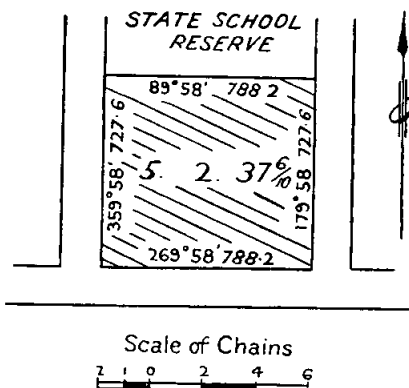 STATE SCHOOL
RESERVE
89°58' 788.2
359°58' 727.6
5. 2. 37 6/10
179°58 727.6
269°58' 788.2
Scale of Chains
2 1 0 2 4 6